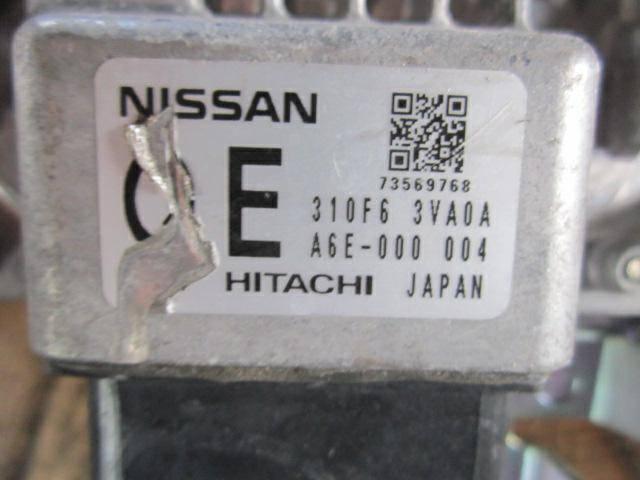 NISSAN
73569768
E
310F6 3VA0A
A6E-000 004
HITACHI JAPAN